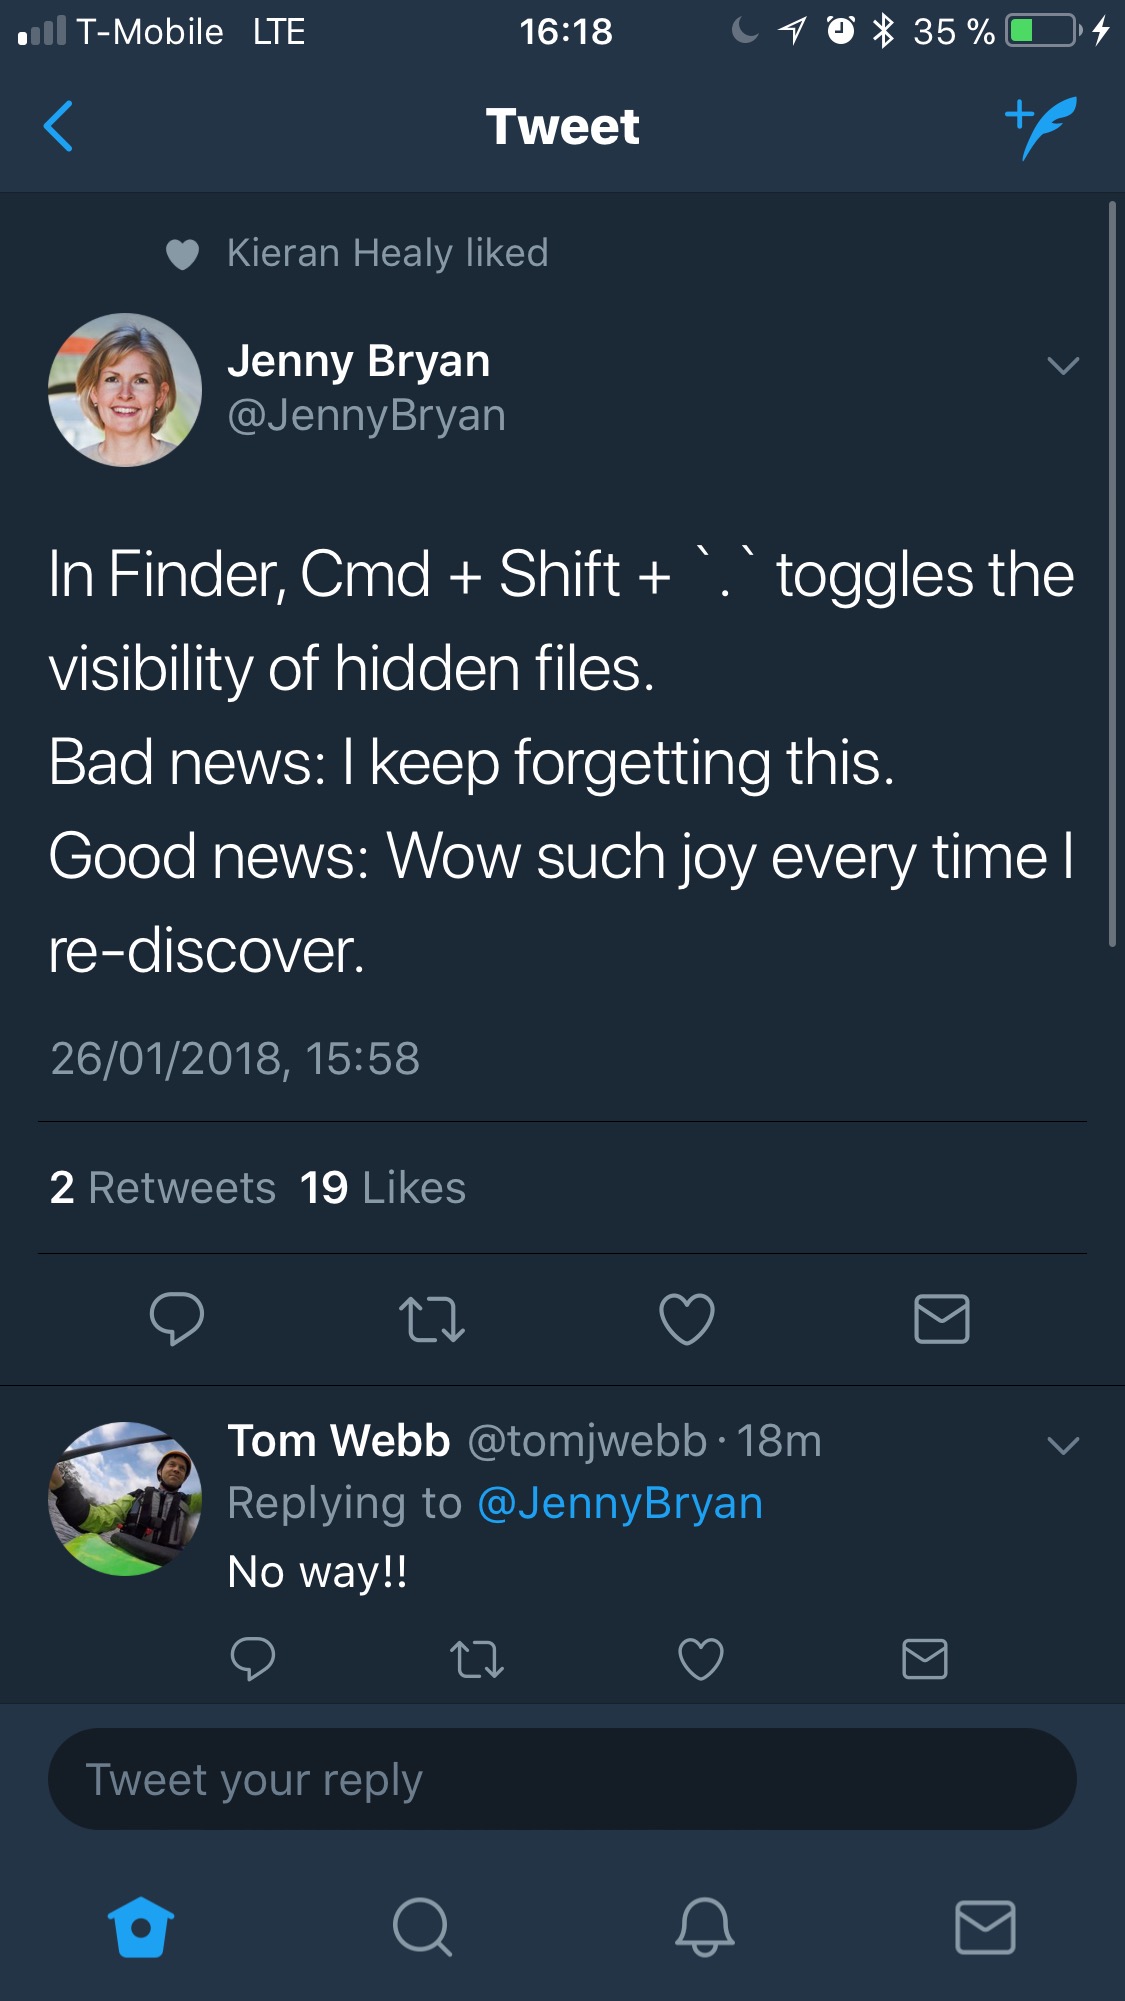 T-Mobile LTE 16:18 35 %
Tweet
Kieran Healy liked
Jenny Bryan
@JennyBryan
In Finder, Cmd + Shift + `.` toggles the
visibility of hidden files.
Bad news: I keep forgetting this.
Good news: Wow such joy every time I
re-discover.
26/01/2018, 15:58
2 Retweets 19 Likes
Tom Webb @tomjwebb · 18m
Replying to @JennyBryan
No way!!
Tweet your reply